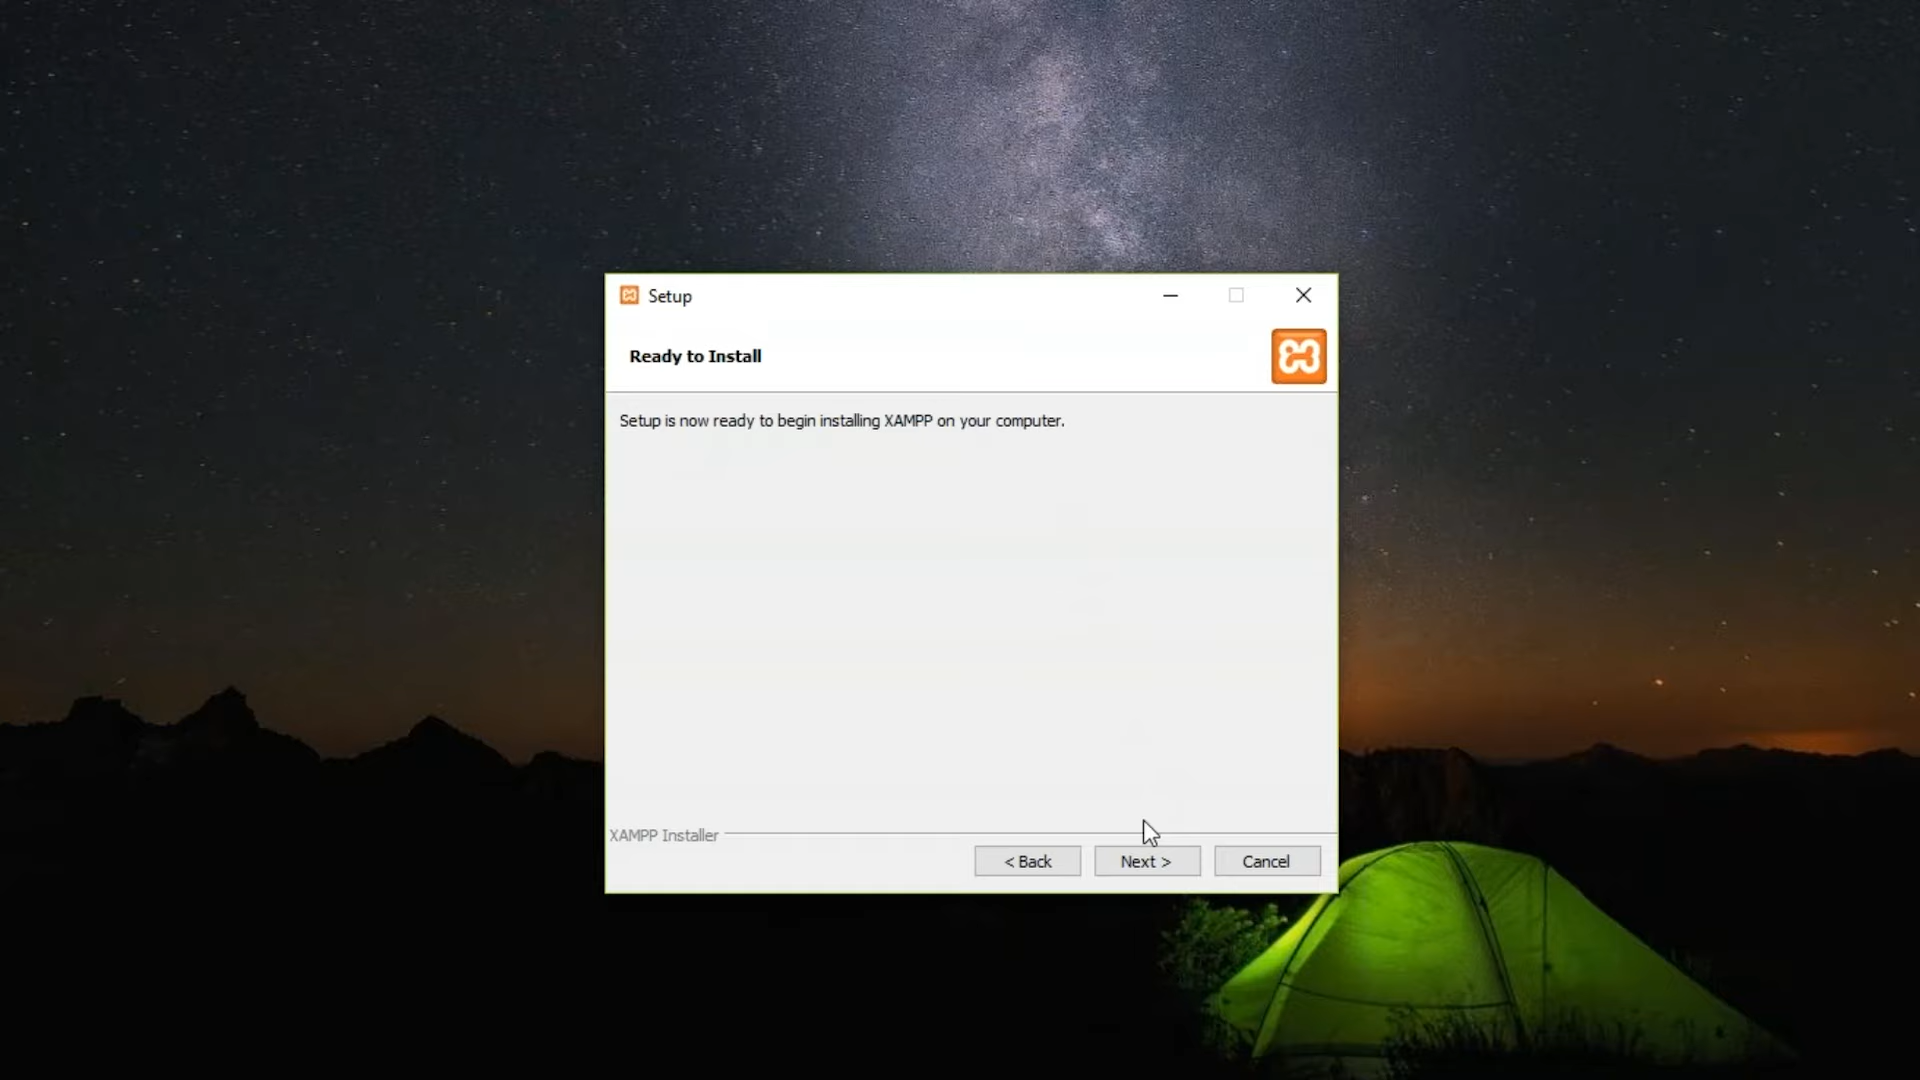 Setup
Ready to Install
Setup is now ready to begin installing XAMPP on your computer.
XAMPP Installer
< Back
Next >
Cancel